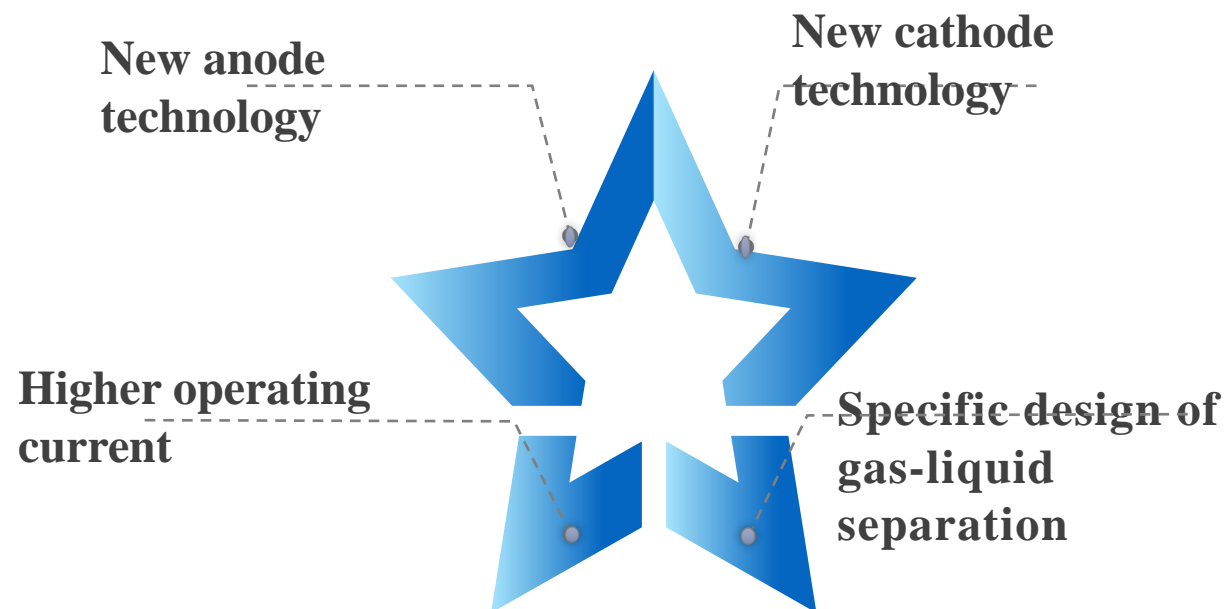 New anode
technology
New cathode
technology
Higher operating
current
Specific design of
gas-liquid
separation